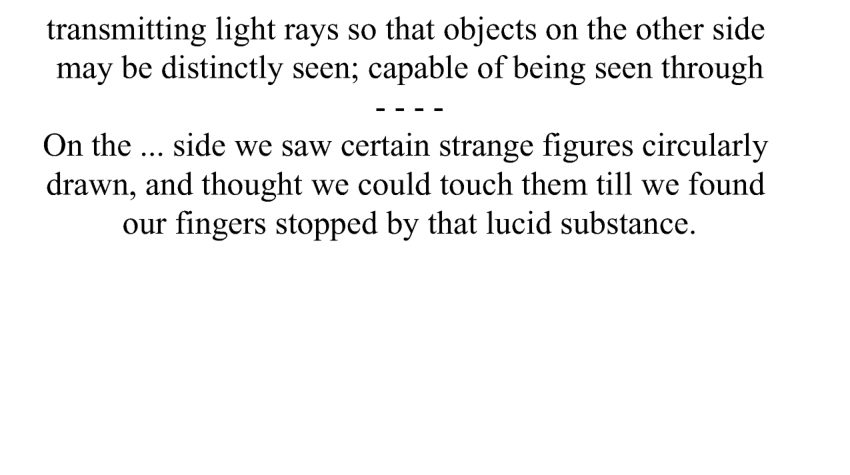 transmitting light rays so that objects on the other side
may be distinctly seen; capable of being seen through
- - - -
On the ... side we saw certain strange figures circularly
drawn, and thought we could touch them till we found
our fingers stopped by that lucid substance.